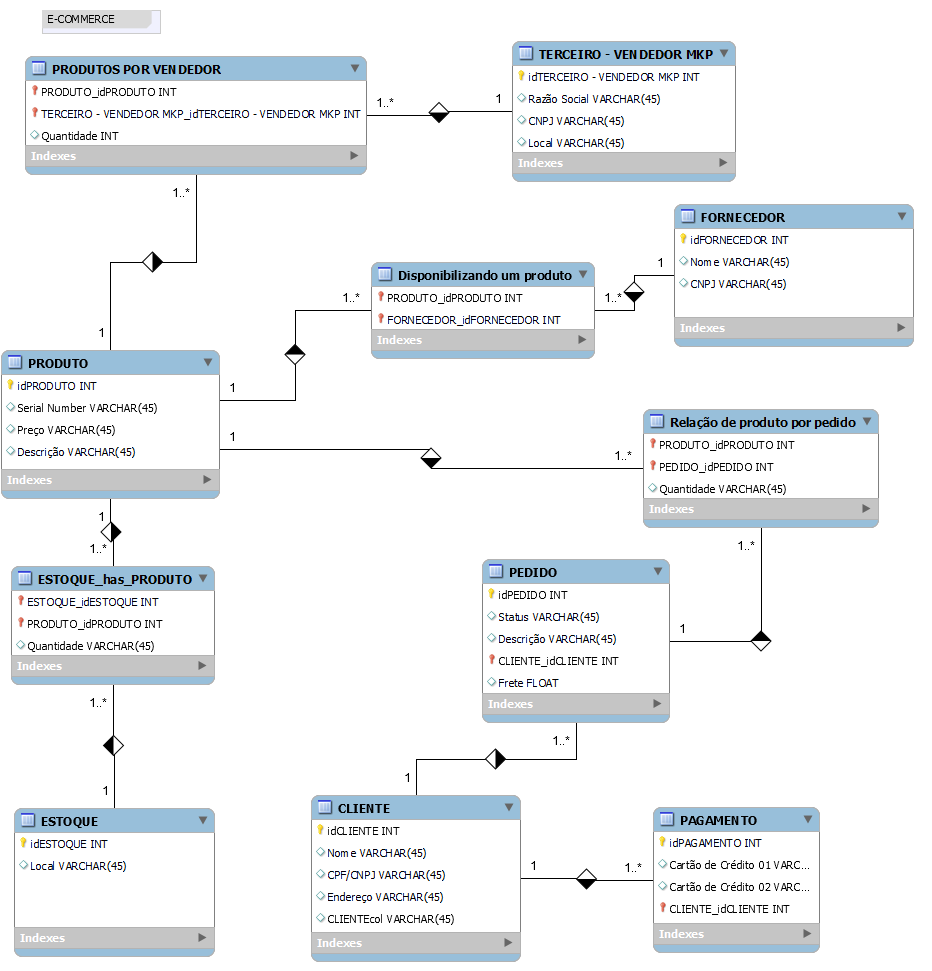 E-COMMERCE
PRODUTOS POR VENDEDOR
PRODUTO_idPRODUTO INT
TERCEIRO - VENDEDOR MKP_idTERCEIRO - VENDEDOR MKP INT
Quantidade INT
Indexes
1..*
1
TERCEIRO - VENDEDOR MKP
idTERCEIRO - VENDEDOR MKP INT
Razão Social VARCHAR(45)
CNPJ VARCHAR(45)
Local VARCHAR(45)
Indexes
1..*
1
FORNECEDOR
idFORNECEDOR INT
Nome VARCHAR(45)
CNPJ VARCHAR(45)
Indexes
1
1..*
Disponibilizando um produto
PRODUTO_idPRODUTO INT
FORNECEDOR_idFORNECEDOR INT
Indexes
1..*
1
PRODUTO
idPRODUTO INT
Serial Number VARCHAR(45)
Preço VARCHAR(45)
Descrição VARCHAR(45)
Indexes
1
1..*
Relação de produto por pedido
PRODUTO_idPRODUTO INT
PEDIDO_idPEDIDO INT
Quantidade VARCHAR(45)
Indexes
1
1..*
ESTOQUE_has_PRODUTO
ESTOQUE_idESTOQUE INT
PRODUTO_idPRODUTO INT
Quantidade VARCHAR(45)
Indexes
1..*
1
PEDIDO
idPEDIDO INT
Status VARCHAR(45)
Descrição VARCHAR(45)
CLIENTE_idCLIENTE INT
Frete FLOAT
Indexes
1..*
1
ESTOQUE
idESTOQUE INT
Local VARCHAR(45)
Indexes
1..*
1
CLIENTE
idCLIENTE INT
Nome VARCHAR(45)
CPF/CNPJ VARCHAR(45)
Endereço VARCHAR(45)
CLIENTEcol VARCHAR(45)
Indexes
1
1..*
PAGAMENTO
idPAGAMENTO INT
Cartão de Crédito 01 VARC...
Cartão de Crédito 02 VARC...
CLIENTE_idCLIENTE INT
Indexes